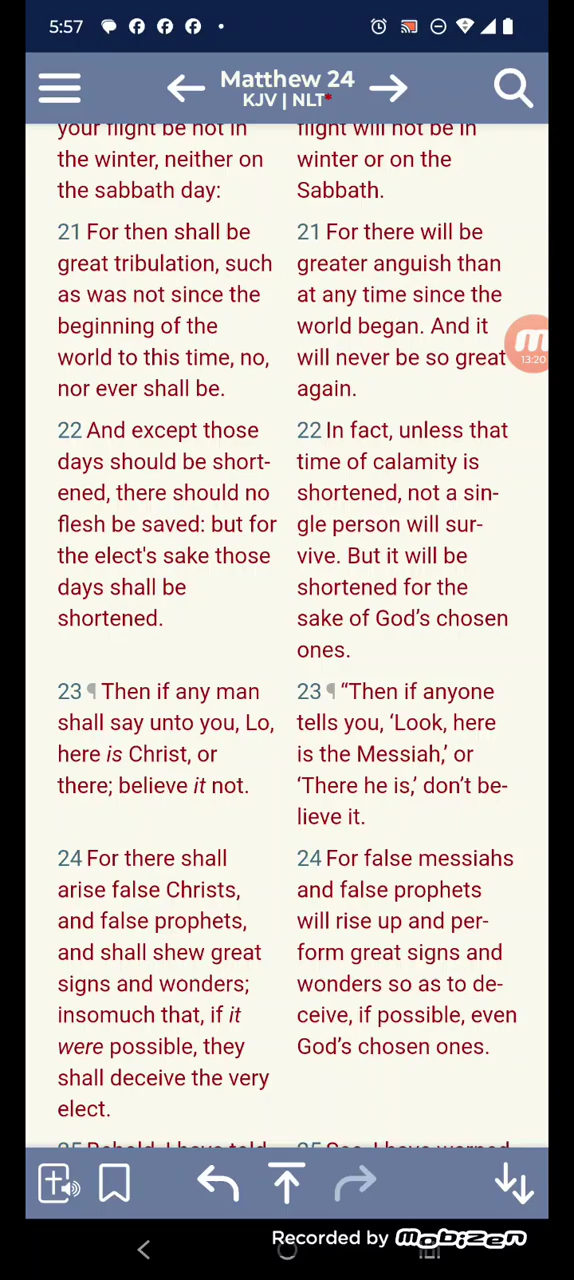 5:57
Matthew 24
KJV | NLT*
your flight be not in
the winter, neither on
the sabbath day:
21 For then shall be
great tribulation, such
as was not since the
beginning of the
world to this time, no,
nor ever shall be.
22 And except those
days should be short-
ened, there should no
flesh be saved: but for
the elect's sake those
days shall be
shortened.
23 ¶ Then if any man
shall say unto you, Lo,
here is Christ, or
there; believe it not.
24 For there shall
arise false Christs,
and false prophets,
and shall shew great
signs and wonders;
insomuch that, if it
were possible, they
shall deceive the very
elect.
25 Behold, I have told
flight will not be in
winter or on the
Sabbath.
21 For there will be
greater anguish than
at any time since the
world began. And it
will never be so great
again.
22 In fact, unless that
time of calamity is
shortened, not a sin-
gle person will sur-
vive. But it will be
shortened for the
sake of God’s chosen
ones.
23 ¶ “Then if anyone
tells you, ‘Look, here
is the Messiah,’ or
‘There he is,’ don’t be-
lieve it.
24 For false messiahs
and false prophets
will rise up and per-
form great signs and
wonders so as to de-
ceive, if possible, even
God’s chosen ones.
25 See, I have warned
13:20
Recorded by Mobizen